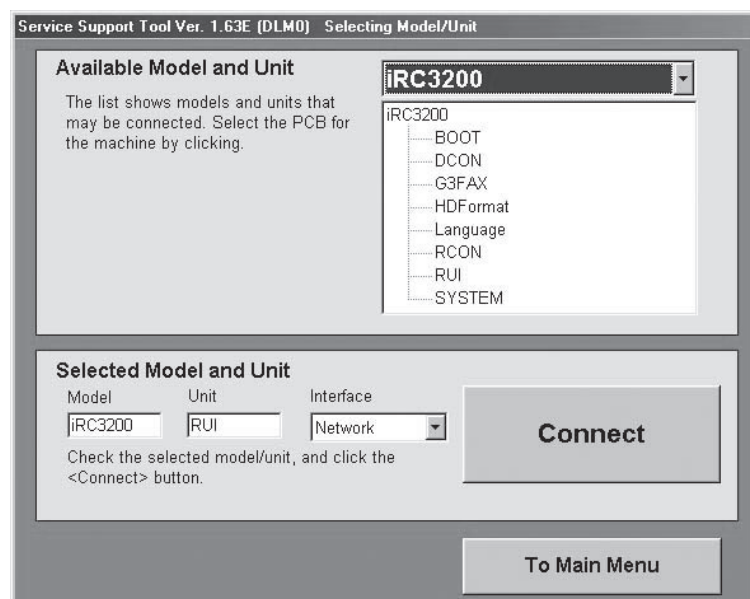 Service Support Tool Ver. 1.63E (DLM0) Selecting Model/Unit
Available Model and Unit
The list shows models and units that
may be connected. Select the PCB for
the machine by clicking.
iRC3200
iRC3200
BOOT
DCON
G3FAX
HDFormat
Language
RCON
RUI
SYSTEM
Selected Model and Unit
Model Unit Interface
iRC3200 RUI Network
Check the selected model/unit, and click the
<Connect> button.
Connect
To Main Menu